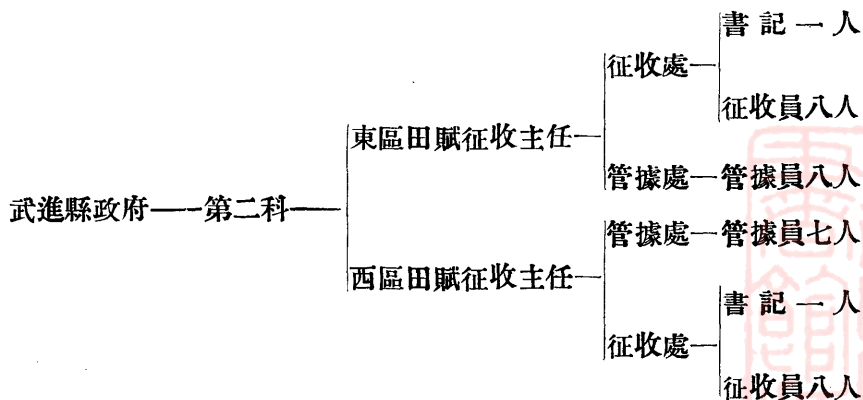 武進縣政府——第二科——
東區田賦征收主任—
征收處—
書記一人
征收員八人
管據處—管據員八人
西區田賦征收主任—
管據處—管據員七人
征收處—
書記一人
征收員八人